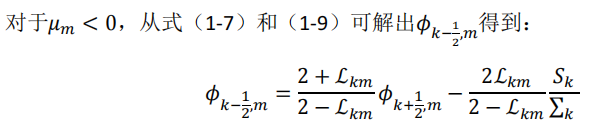 对于$\mu_m < 0$，从式（1-7）和（1-9）可解出$\phi_{k-\frac{1}{2},m}$得到：
$$\phi_{k-\frac{1}{2},m} = \frac{2+\mathcal{L}_{km}}{2-\mathcal{L}_{km}}\phi_{k+\frac{1}{2},m} - \frac{2\mathcal{L}_{km}}{2-\mathcal{L}_{km}}\frac{S_k}{\Sigma_k}$$